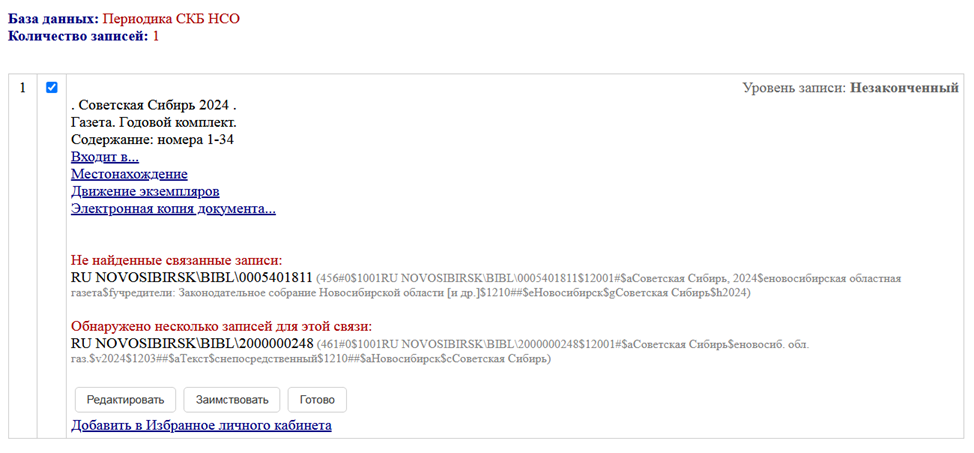 База данных: Периодика СКБ НСО
Количество записей: 1
1
Уровень записи: Незаконченный
. Советская Сибирь 2024 .
Газета. Годовой комплект.
Содержание: номера 1-34
Входит в...
Местонахождение
Движение экземпляров
Электронная копия документа...
Не найденные связанные записи:
RU NOVOSIBIRSK\BIBL\0005401811 (456#0$1001RU NOVOSIBIRSK\BIBL\0005401811$12001#$aСоветская Сибирь, 2024$eновосибирская областная
газета$fучредители: Законодательное собрание Новосибирской области [и др.]$1210##$eНовосибирск$gСоветская Сибирь$h2024)
Обнаружено несколько записей для этой связи:
RU NOVOSIBIRSK\BIBL\2000000248 (461#0$1001RU NOVOSIBIRSK\BIBL\2000000248$12001#$aСоветская Сибирь$eновосиб. обл.
газ.$v2024$1203##$aТекст$cнепосредственный$1210##$aНовосибирск$cСоветская Сибирь)
Редактировать Заимствовать Готово
Добавить в Избранное личного кабинета